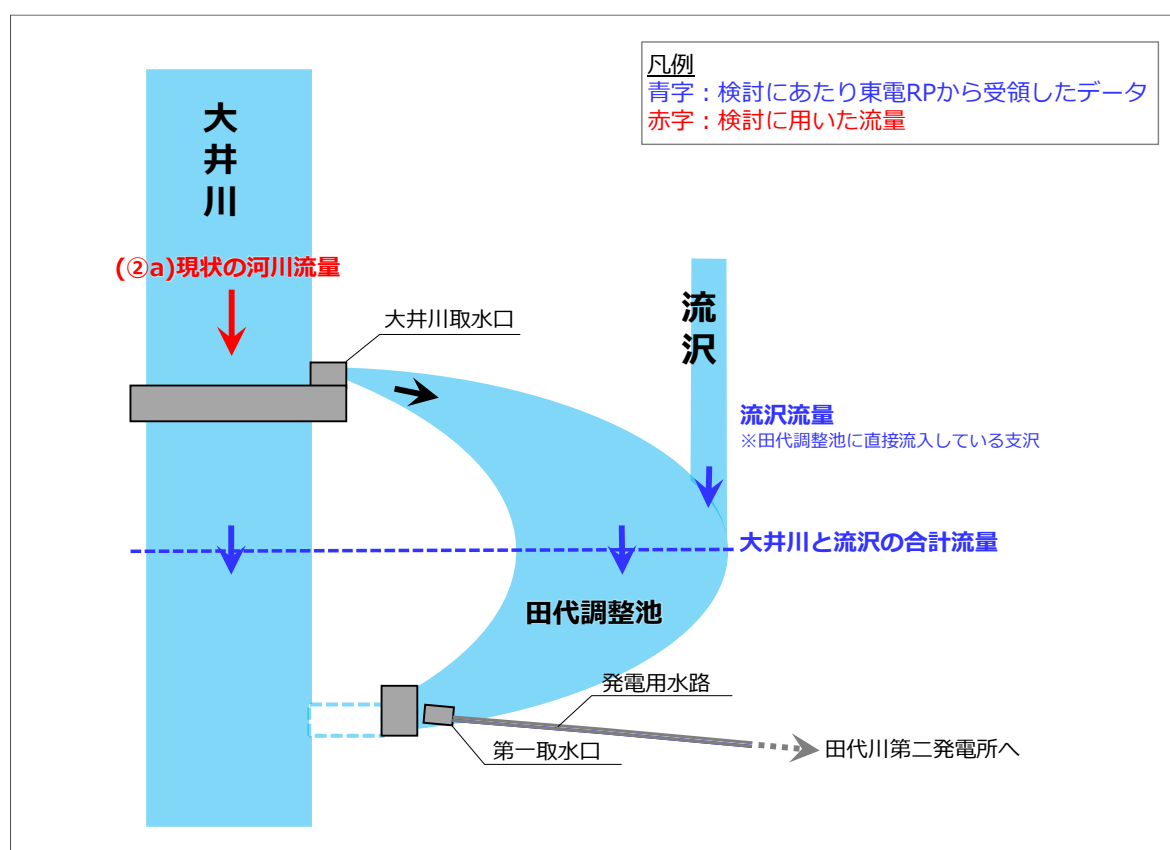 凡例
青字：検討にあたり東電RPから受領したデータ
赤字：検討に用いた流量
大井川
(②a)現状の河川流量
大井川取水口
流沢
流沢流量
※田代調整池に直接流入している支沢
大井川と流沢の合計流量
田代調整池
発電用水路
第一取水口
田代川第二発電所へ